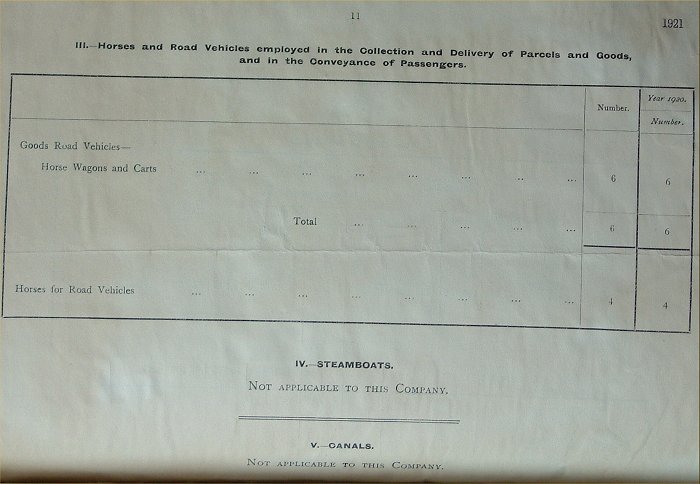 11
1921
III.—Horses and Road Vehicles employed in the Collection and Delivery of Parcels and Goods,
and in the Conveyance of Passengers.
Number.
Year 1920.
Number.
Goods Road Vehicles—
Horse Wagons and Carts ... ... ... ... ... ... .. ... 6 6
Total ... ... ... ... ... 6 6
Horses for Road Vehicles ... ... ... ... ... ... ... ... 4 4
IV.—STEAMBOATS.
NOT APPLICABLE TO THIS COMPANY.
V.—CANALS.
NOT APPLICABLE TO THIS COMPANY.